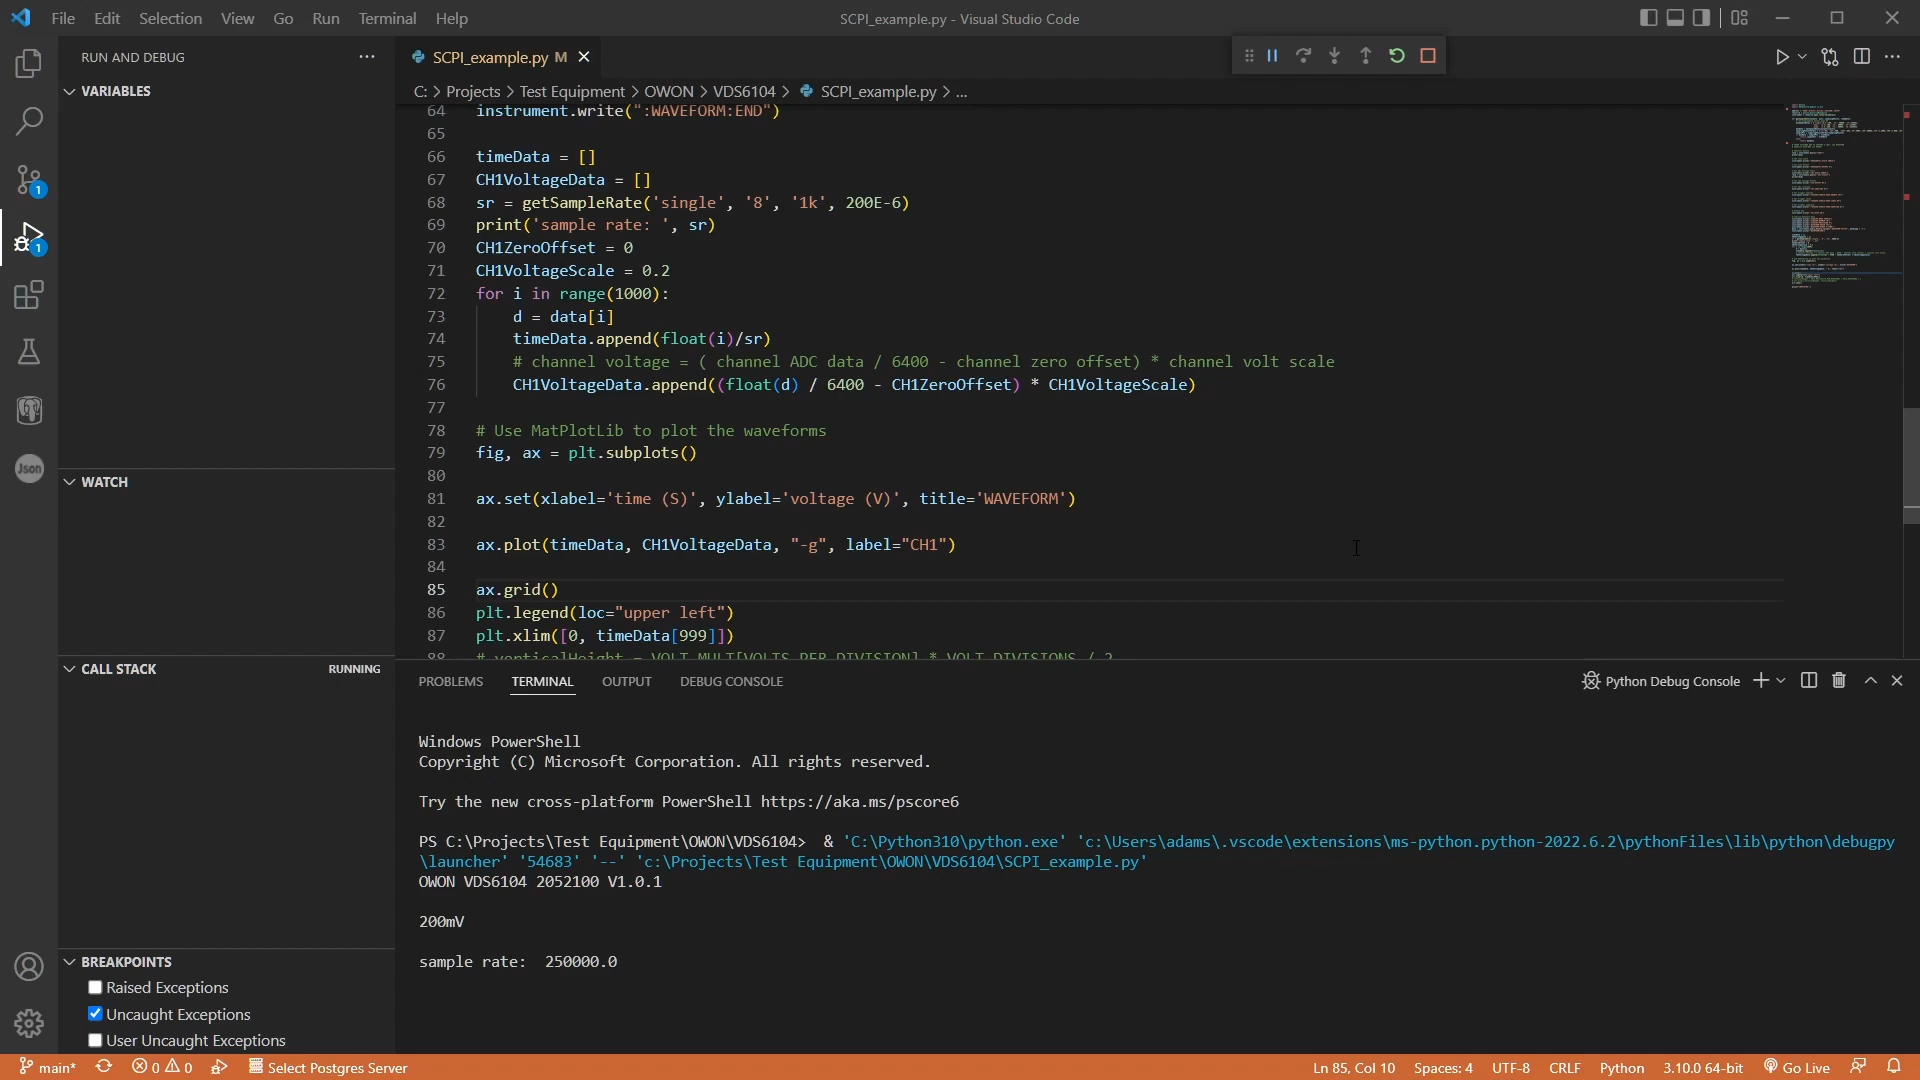 File Edit Selection View Go Run Terminal Help
SCPI_example.py - Visual Studio Code
RUN AND DEBUG
SCPI_example.py M
C: > Projects > Test Equipment > OWON > VDS6104 > SCPI_example.py > ...
VARIABLES
64 instrument.write(":WAVEFORM:END")
65
66 timeData = []
67 CH1VoltageData = []
68 sr = getSampleRate('single', '8', '1k', 200E-6)
69 print('sample rate: ', sr)
70 CH1ZeroOffset = 0
71 CH1VoltageScale = 0.2
72 for i in range(1000):
73 d = data[i]
74 timeData.append(float(i)/sr)
75 # channel voltage = ( channel ADC data / 6400 - channel zero offset) * channel volt scale
76 CH1VoltageData.append((float(d) / 6400 - CH1ZeroOffset) * CH1VoltageScale)
77
78 # Use MatPlotLib to plot the waveforms
79 fig, ax = plt.subplots()
80
81 ax.set(xlabel='time (S)', ylabel='voltage (V)', title='WAVEFORM')
82
83 ax.plot(timeData, CH1VoltageData, "-g", label="CH1")
84
85 ax.grid()
86 plt.legend(loc="upper left")
87 plt.xlim([0, timeData[999]])
88 # verticalHeight = VOLT_MULT[VOLTS_PER_DIVISION] * VOLT_DIVISIONS / 2
1
1
Json
WATCH
CALL STACK RUNNING
BREAKPOINTS
Raised Exceptions
Uncaught Exceptions
User Uncaught Exceptions
PROBLEMS TERMINAL OUTPUT DEBUG CONSOLE
Python Debug Console
Windows PowerShell
Copyright (C) Microsoft Corporation. All rights reserved.
Try the new cross-platform PowerShell https://aka.ms/pscore6
PS C:\Projects\Test Equipment\OWON\VDS6104> & 'C:\Python310\python.exe' 'c:\Users\adams\.vscode\extensions\ms-python.python-2022.6.2\pythonFiles\lib\python\debugpy
\launcher' '54683' '--' 'c:\Projects\Test Equipment\OWON\VDS6104\SCPI_example.py'
OWON VDS6104 2052100 V1.0.1
200mV
sample rate: 250000.0
main* 0 0 Select Postgres Server
Ln 85, Col 10 Spaces: 4 UTF-8 CRLF Python 3.10.0 64-bit Go Live